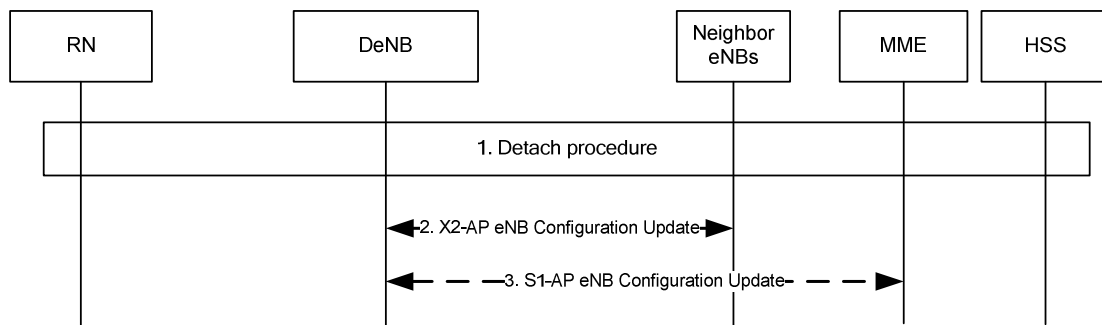 RN
DeNB
Neighbor
eNBs
MME
HSS
1. Detach procedure
2. X2-AP eNB Configuration Update
3. S1-AP eNB Configuration Update